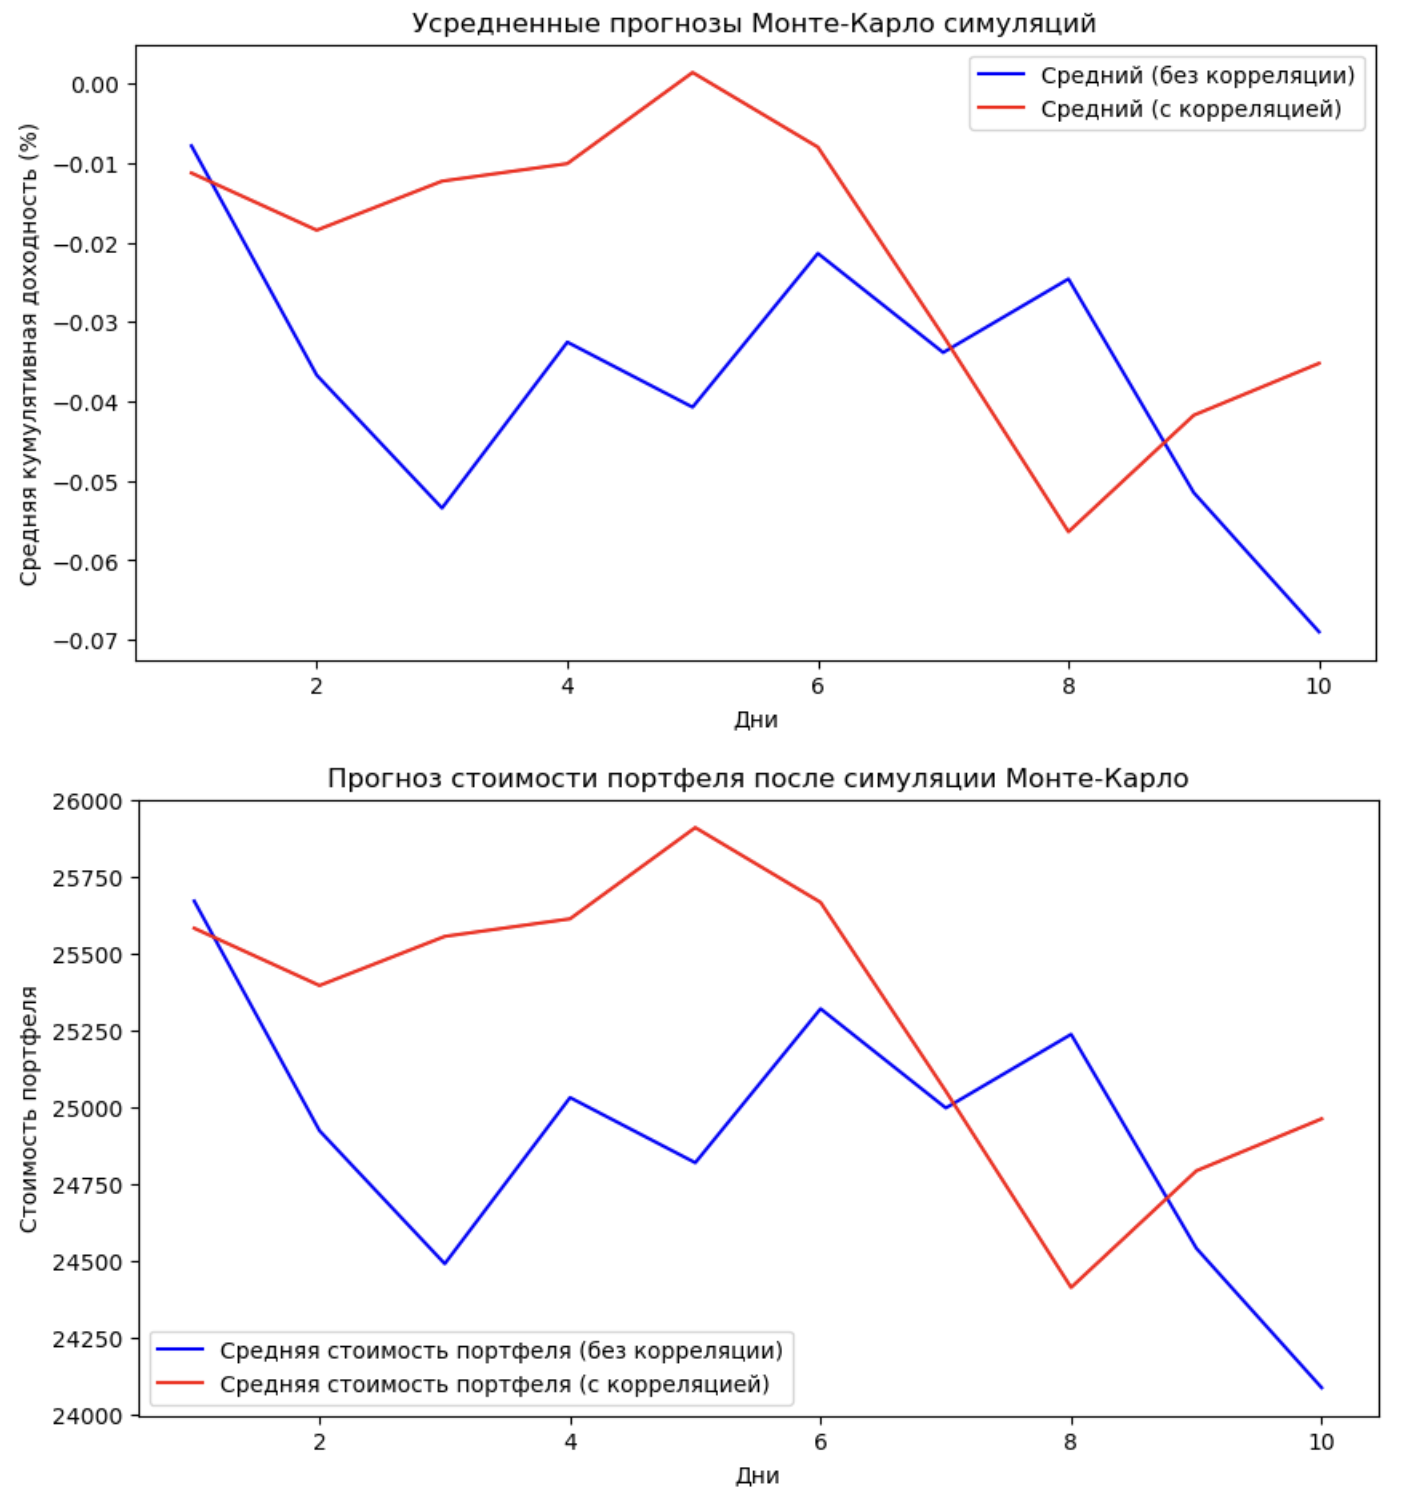 Усредненные прогнозы Монте-Карло симуляций
Средний (без корреляции)
Средний (с корреляцией)
Средняя кумулятивная доходность (%)
0.00
−0.01
−0.02
−0.03
−0.04
−0.05
−0.06
−0.07
2
4
6
8
10
Дни
Прогноз стоимости портфеля после симуляции Монте-Карло
Стоимость портфеля
26000
25750
25500
25250
25000
24750
24500
24250
24000
Средняя стоимость портфеля (без корреляции)
Средняя стоимость портфеля (с корреляцией)
2
4
6
8
10
Дни